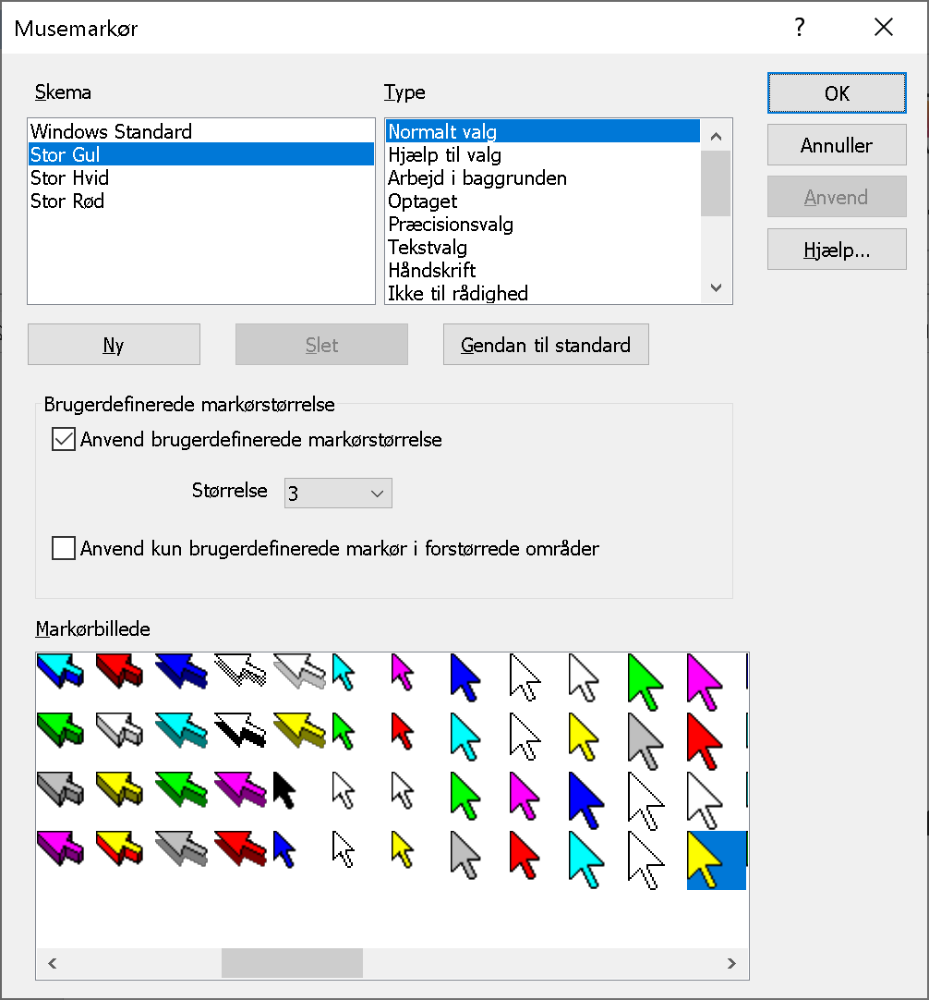 Musemarkør
?
Skema
Type
OK
Windows Standard
Stor Gul
Stor Hvid
Stor Rød
Normalt valg
Hjælp til valg
Arbejd i baggrunden
Optaget
Præcisionsvalg
Tekstvalg
Håndskrift
Ikke til rådighed
Annuller
Anvend
Hjælp...
Ny
Slet
Gendan til standard
Brugerdefinerede markørstørrelse
Anvend brugerdefinerede markørstørrelse
Størrelse 3
Anvend kun brugerdefinerede markør i forstørrede områder
Markørbillede